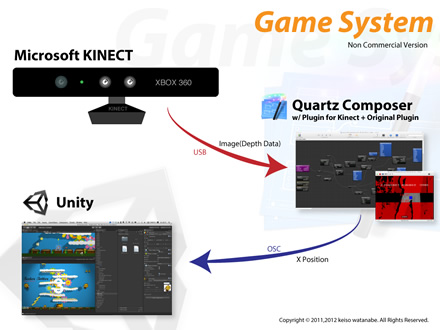 Game System
Non Commercial Version
Microsoft KINECT
XBOX 360
KINECT
Quartz Composer
w/ Plugin for Kinect + Original Plugin
Image(Depth Data)
USB
Unity
OSC
X Position
Copyright © 2011,2012 keiso watanabe. All Rights Reserved.